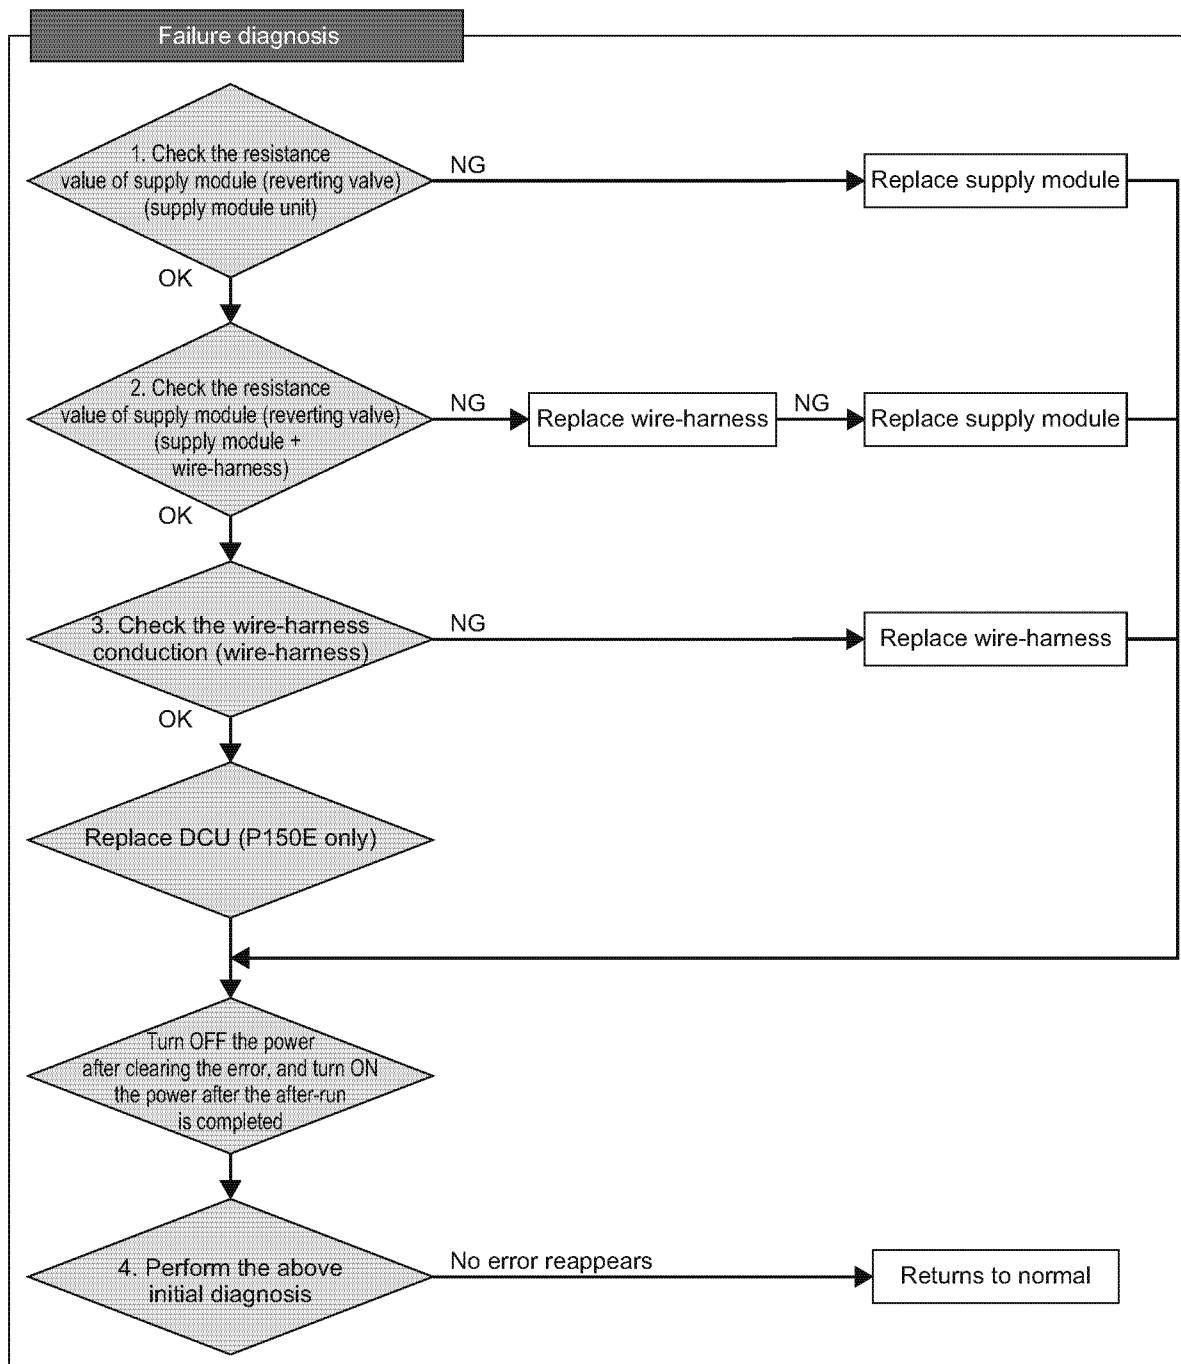 Failure diagnosis
1. Check the resistance
value of supply module (reverting valve)
(supply module unit)
NG
Replace supply module
OK
2. Check the resistance
value of supply module (reverting valve)
(supply module +
wire-harness)
NG
Replace wire-harness
NG
Replace supply module
OK
3. Check the wire-harness
conduction (wire-harness)
NG
Replace wire-harness
OK
Replace DCU (P150E only)
Turn OFF the power
after clearing the error, and turn ON
the power after the after-run
is completed
4. Perform the above
initial diagnosis
No error reappears
Returns to normal